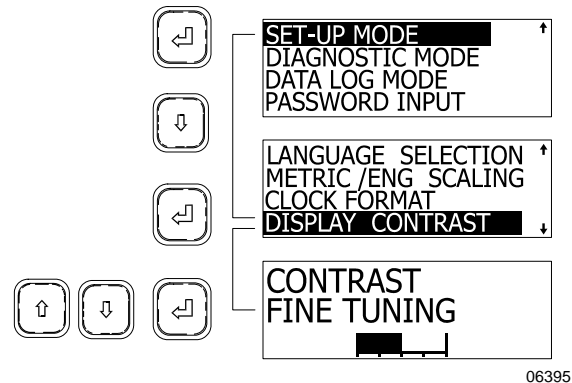 SET-UP MODE
DIAGNOSTIC MODE
DATA LOG MODE
PASSWORD INPUT
LANGUAGE SELECTION
METRIC /ENG SCALING
CLOCK FORMAT
DISPLAY CONTRAST
CONTRAST
FINE TUNING
06395